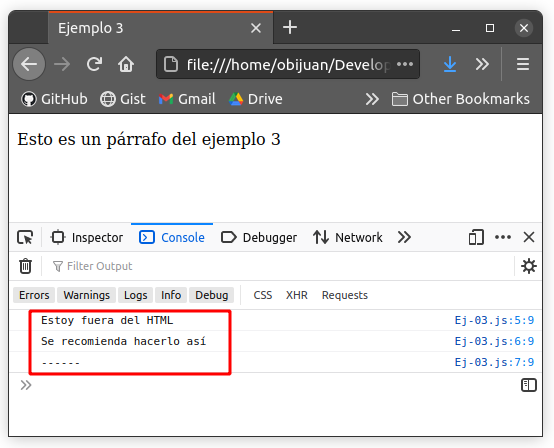 Ejemplo 3
file:///home/obijuan/Develop
GitHub Gist Gmail Drive Other Bookmarks
Esto es un párrafo del ejemplo 3
Inspector Console Debugger Network
Filter Output
Errors Warnings Logs Info Debug CSS XHR Requests
Estoy fuera del HTML Ej-03.js:5:9
Se recomienda hacerlo así Ej-03.js:6:9
------ Ej-03.js:7:9